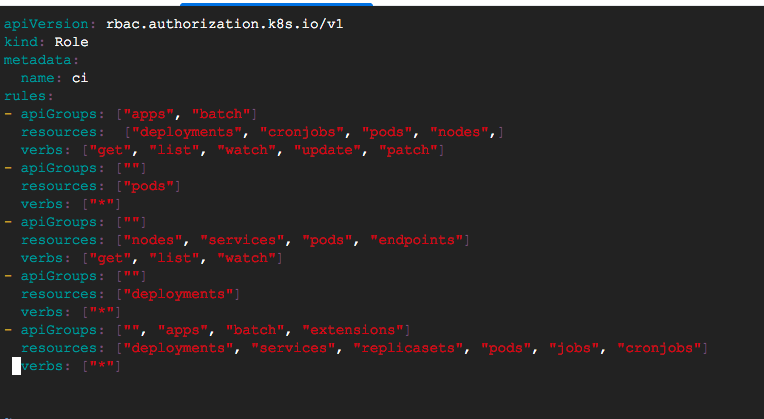 apiVersion: rbac.authorization.k8s.io/v1
kind: Role
metadata:
  name: ci
rules:
- apiGroups: ["apps", "batch"]
  resources:  ["deployments", "cronjobs", "pods", "nodes",]
  verbs: ["get", "list", "watch", "update", "patch"]
- apiGroups: [""]
  resources: ["pods"]
  verbs: ["*"]
- apiGroups: [""]
  resources: ["nodes", "services", "pods", "endpoints"]
  verbs: ["get", "list", "watch"]
- apiGroups: [""]
  resources: ["deployments"]
  verbs: ["*"]
- apiGroups: ["", "apps", "batch", "extensions"]
  resources: ["deployments", "services", "replicasets", "pods", "jobs", "cronjobs"]
  verbs: ["*"]